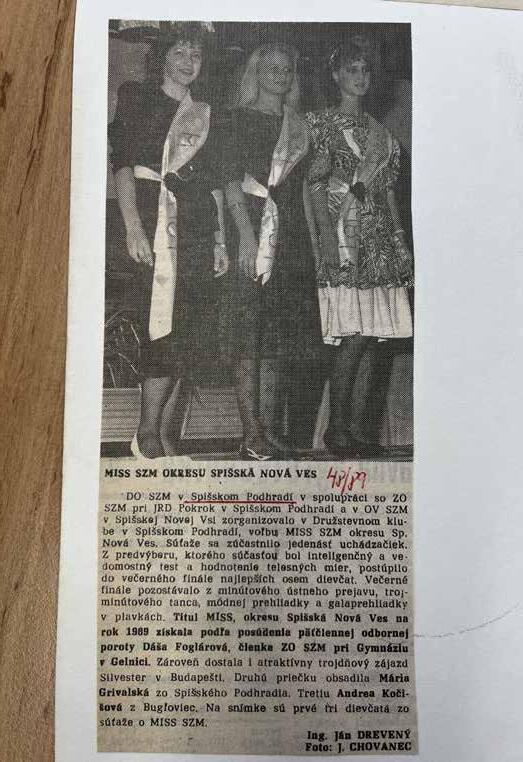 MISS SZM OKRESU SPIŠSKÁ NOVÁ VES 48/89
DO SZM v Spišskom Podhradí v spolupráci so ZO
SZM pri JRD Pokrok v Spišskom Podhradí a v OV SZM
v Spišskej Novej Vsi zorganizovalo v Družstevnom klu-
be v Spišskom Podhradí, voľbu MISS SZM okresu Sp.
Nová Ves. Súťaže sa zúčastnilo jedenásť uchádzačiek.
Z predvýberu, ktorého súčasťou bol inteligenčný a ve-
domostný test a hodnotenie telesných mier, postúpilo
do večerného finále najlepších osem dievčat. Večerné
finále pozostávalo z minútového ústneho prejavu, troj-
minútového tanca, módnej prehliadky a galaprehliadky
v plavkách. Titul MISS, okresu Spišská Nová Ves na
rok 1989 získala podľa posúdenia päťčlennej odbornej
poroty Dáša Foglárová, členka ZO SZM pri Gymnáziu
v Gelnici. Zároveň dostala i atraktívny trojdňový zájazd
Silvester v Budapešti. Druhú priečku obsadila Mária
Grivalská zo Spišského Podhradia. Tretiu Andrea Koči-
šová z Bugľoviec. Na snímke sú prvé tri dievčatá zo
súťaže o MISS SZM.
Ing. Ján DREVENÝ
Foto: J. CHOVANEC